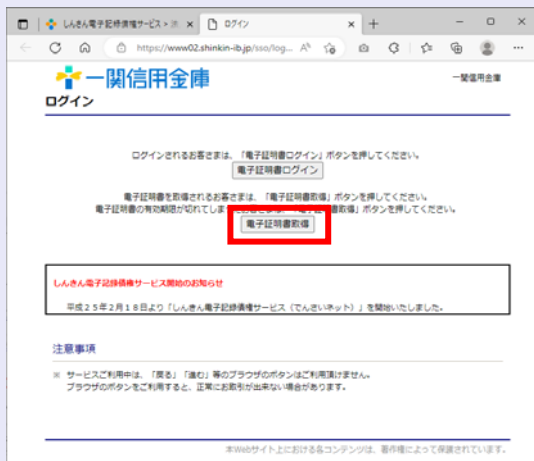 しんきん電子記録債権サービス > ロ
ログイン
https://www02.shinkin-ib.jp/sso/log...
一関信用金庫
一関信用金庫
ログイン
ログインされるお客さまは、「電子証明書ログイン」ボタンを押してください。
電子証明書ログイン
電子証明書を取得されるお客さまは、「電子証明書取得」ボタンを押してください。
電子証明書の有効期限が切れてしまったお客さまは、「電子証明書取得」ボタンを押してください。
電子証明書取得
しんきん電子記録債権サービス開始のお知らせ
平成25年2月18日より「しんきん電子記録債権サービス（でんさいネット）」を開始いたしました。
注意事項
※ サービスご利用中は、「戻る」「進む」等のブラウザのボタンはご利用頂けません。
ブラウザのボタンをご利用すると、正常にお取引が出来ない場合があります。
本Webサイト上における各コンテンツは、著作権によって保護されています。